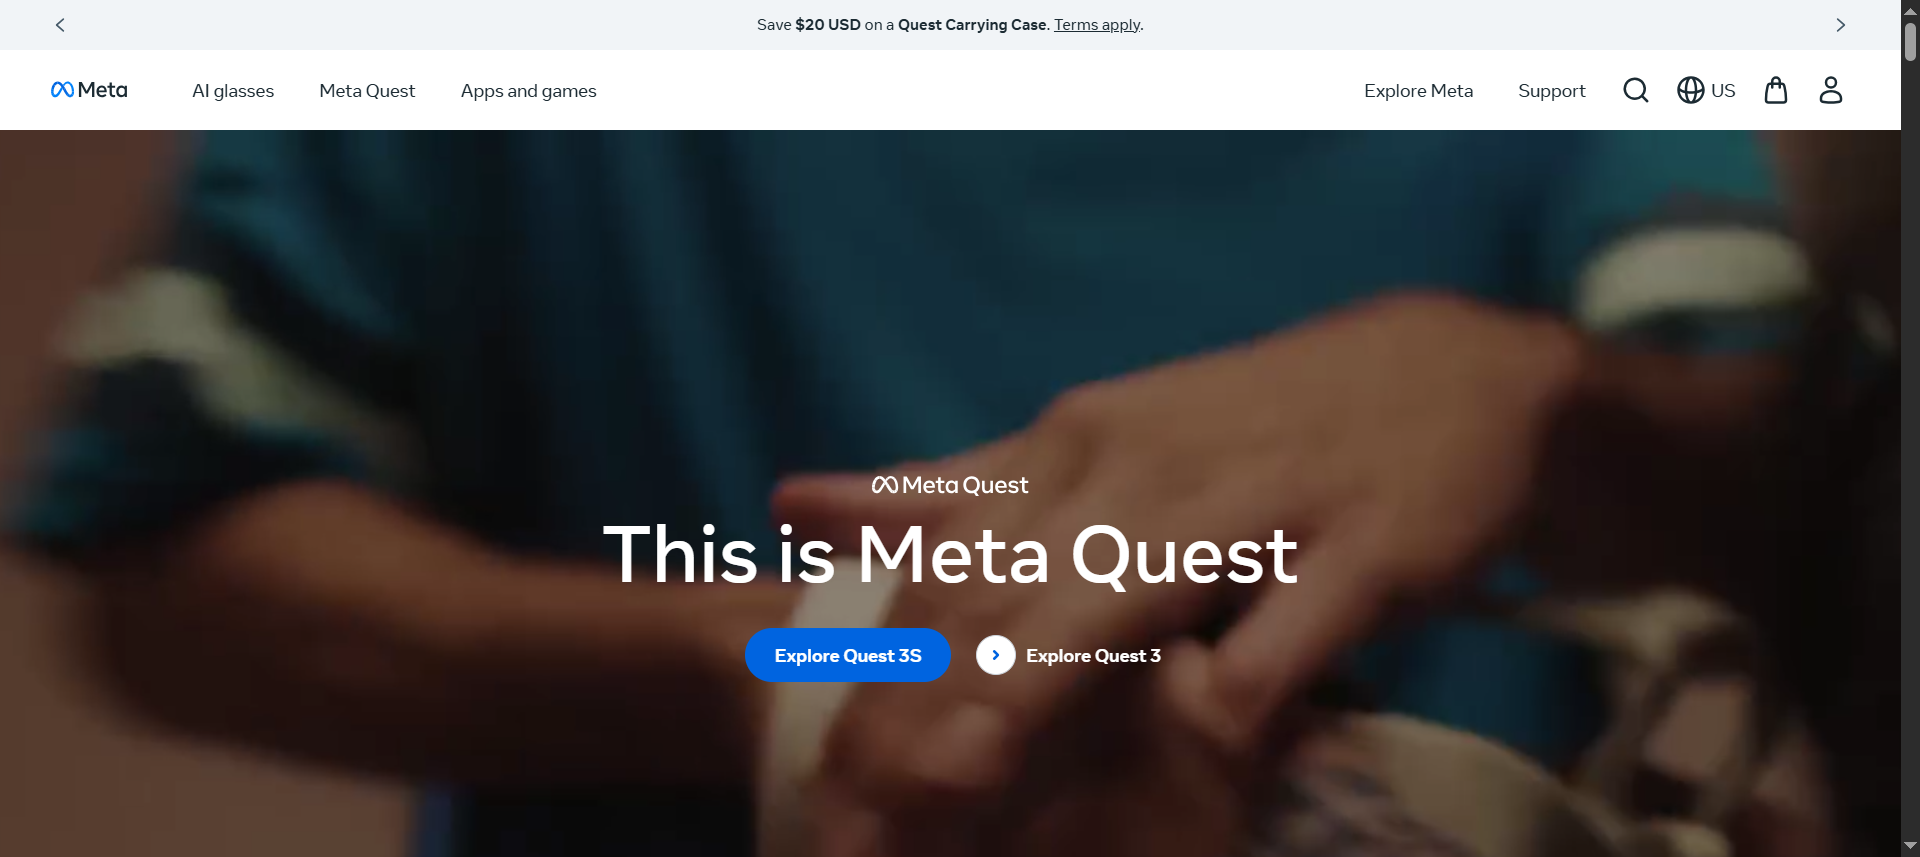 Save $20 USD on a Quest Carrying Case. Terms apply.
Meta
AI glasses
Meta Quest
Apps and games
Explore Meta
Support
US
Meta Quest
This is Meta Quest
Explore Quest 3S
Explore Quest 3